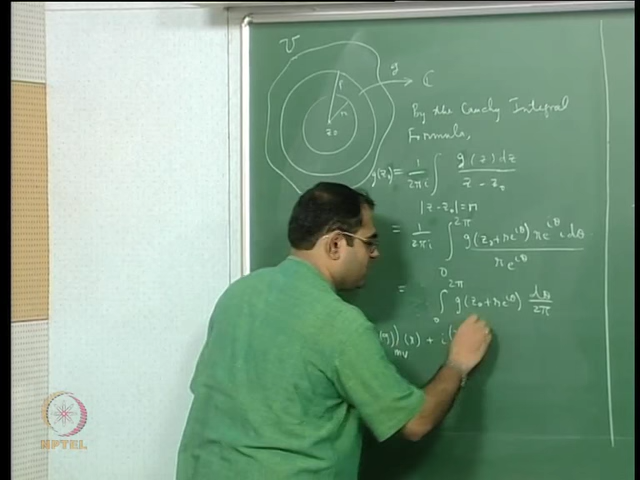 U
g
ℂ
ρ
r
z₀
By the Cauchy Integral
Formula,
g(z₀) = 1/2πi ∫ g(z)dz / z - z₀
|z - z₀| = r
= 1/2πi ∫₀^2π g(z₀+re^iθ) re^iθ i dθ / re^iθ
= ∫₀^2π g(z₀+re^iθ) dθ/2π
(g))_mv (r) + i(
NPTEL